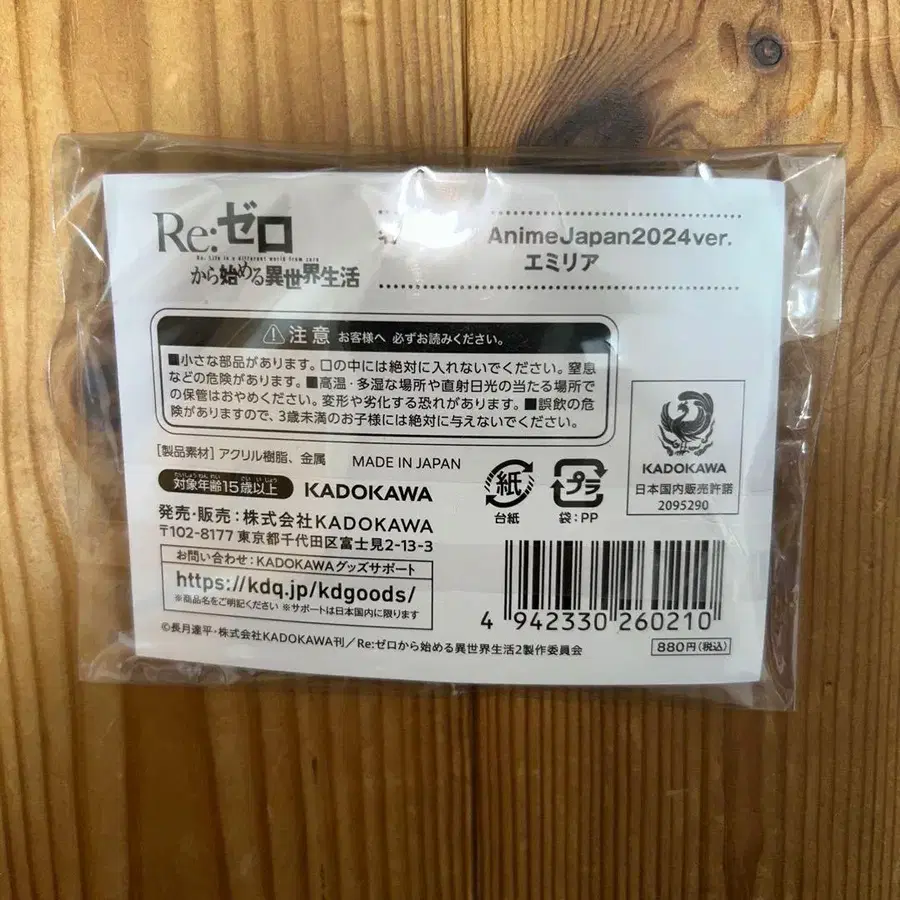 Re:ゼロ
Re: Life in a different world from zero
から始める異世界生活
AnimeJapan2024ver.
エミリア
注意 お客様へ 必ずお読みください。
■小さな部品があります。口の中には絶対に入れないでください。窒息
などの危険があります。■高温・多湿な場所や直射日光の当たる場所で
の保管はおやめください。変形や劣化する恐れがあります。■誤飲の危
険がありますので、3歳未満のお子様には絶対に与えないでください。
[製品素材] アクリル樹脂、金属 MADE IN JAPAN
たいしょうねんれい さい いじょう
対象年齢15歳以上 KADOKAWA
発売・販売:株式会社KADOKAWA
〒102-8177 東京都千代田区富士見2-13-3
お問い合わせ:KADOKAWAグッズサポート
https://kdq.jp/kdgoods/
※商品名をご明記ください ※サポートは日本国内に限ります
紙
台紙
プラ
袋:PP
KADOKAWA
日本国内販売許諾
2095290
4 942330 260210
880円(税込)
©長月達平・株式会社KADOKAWA刊/Re:ゼロから始める異世界生活2製作委員会